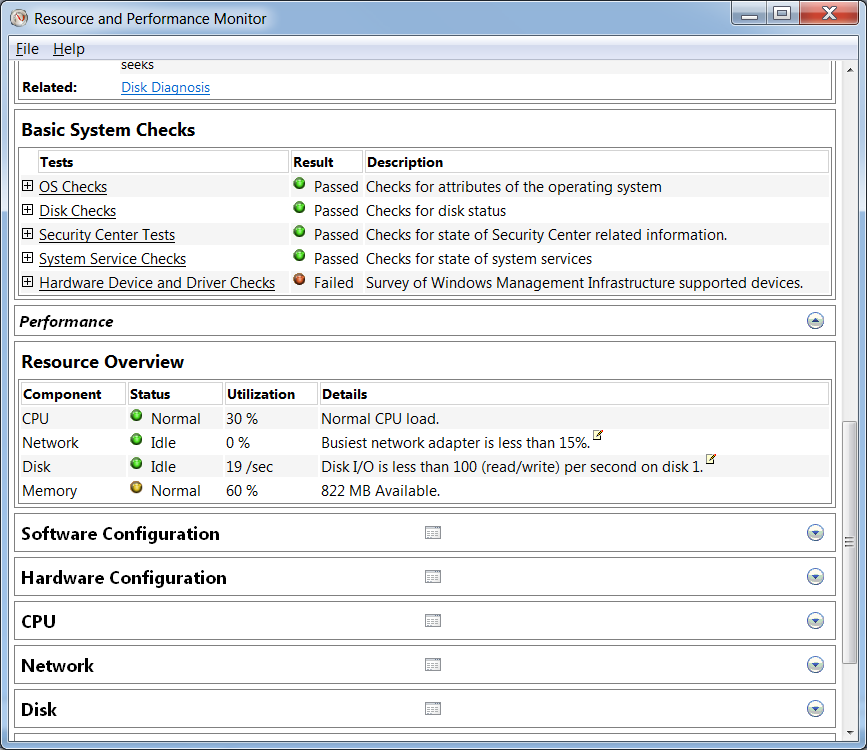 Resource and Performance Monitor
File Help
seeks
Related: Disk Diagnosis
Basic System Checks
Tests Result Description
OS Checks Passed Checks for attributes of the operating system
Disk Checks Passed Checks for disk status
Security Center Tests Passed Checks for state of Security Center related information.
System Service Checks Passed Checks for state of system services
Hardware Device and Driver Checks Failed Survey of Windows Management Infrastructure supported devices.
Performance
Resource Overview
Component Status Utilization Details
CPU Normal 30 % Normal CPU load.
Network Idle 0 % Busiest network adapter is less than 15%.
Disk Idle 19 /sec Disk I/O is less than 100 (read/write) per second on disk 1.
Memory Normal 60 % 822 MB Available.
Software Configuration
Hardware Configuration
CPU
Network
Disk